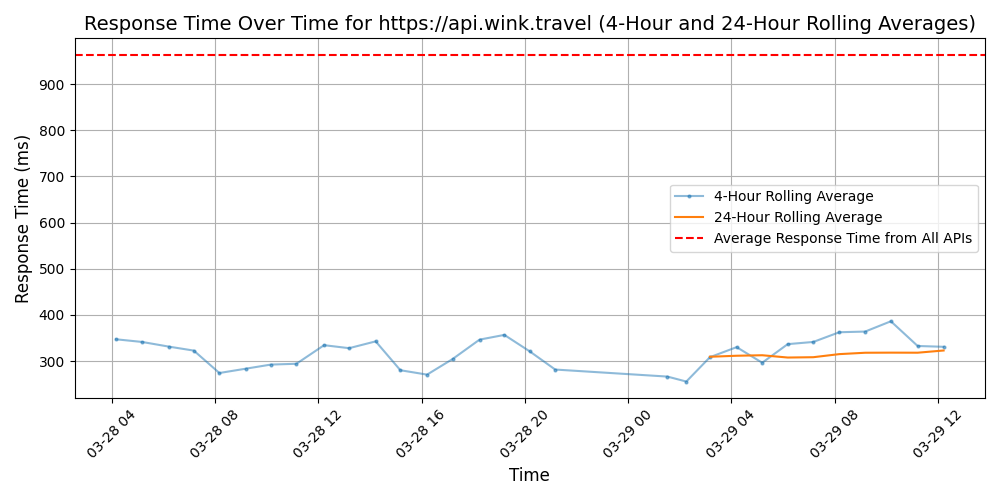 Response Time Over Time for https://api.wink.travel (4-Hour and 24-Hour Rolling Averages)
Response Time (ms)
900
800
700
600
500
400
300
4-Hour Rolling Average
24-Hour Rolling Average
Average Response Time from All APIs
03-28 04
03-28 08
03-28 12
03-28 16
03-28 20
03-29 00
03-29 04
03-29 08
03-29 12
Time